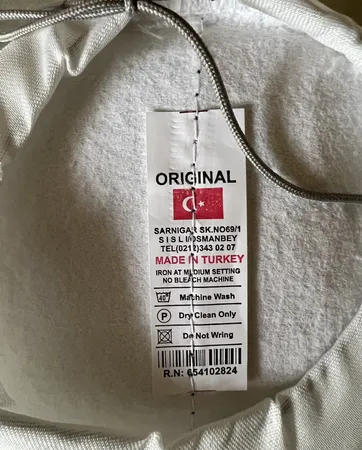 ORIGINAL
SARNIGAR SK.NO69/1
SISLI/OSMANBEY
TEL(0212)343 02 07
MADE IN TURKEY
IRON AT MEDIUM SETTING
NO BLEACH MACHINE
40° Machine Wash
P Dry Clean Only
Do Not Wring
R.N: 654102824